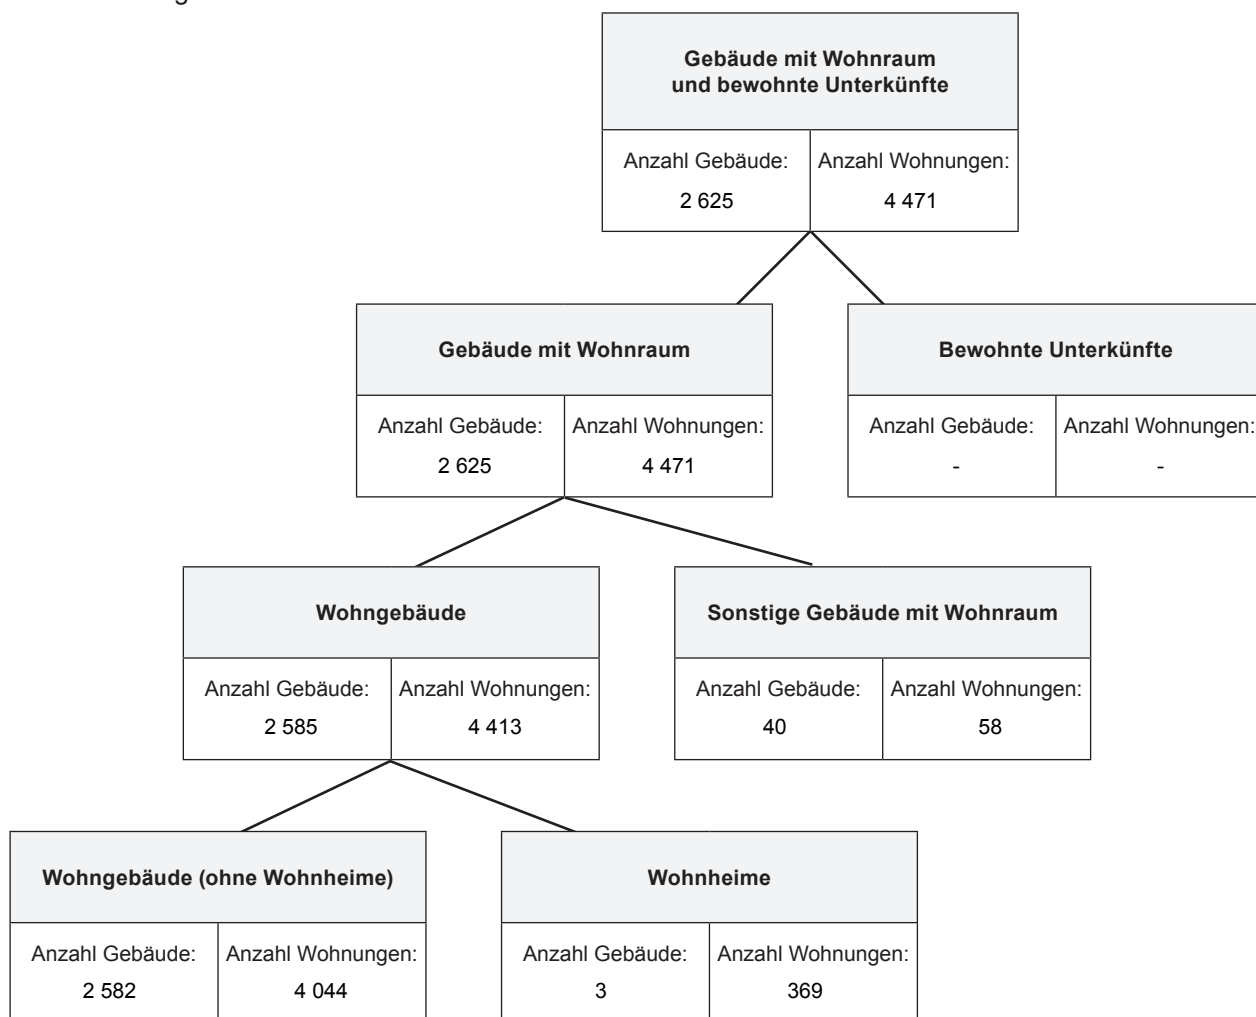 Gebäude mit Wohnraum
und bewohnte Unterkünfte
Anzahl Gebäude: Anzahl Wohnungen:
2 625 4 471
Gebäude mit Wohnraum Bewohnte Unterkünfte
Anzahl Gebäude: Anzahl Wohnungen: Anzahl Gebäude: Anzahl Wohnungen:
2 625 4 471 - -
Wohngebäude Sonstige Gebäude mit Wohnraum
Anzahl Gebäude: Anzahl Wohnungen: Anzahl Gebäude: Anzahl Wohnungen:
2 585 4 413 40 58
Wohngebäude (ohne Wohnheime) Wohnheime
Anzahl Gebäude: Anzahl Wohnungen: Anzahl Gebäude: Anzahl Wohnungen:
2 582 4 044 3 369